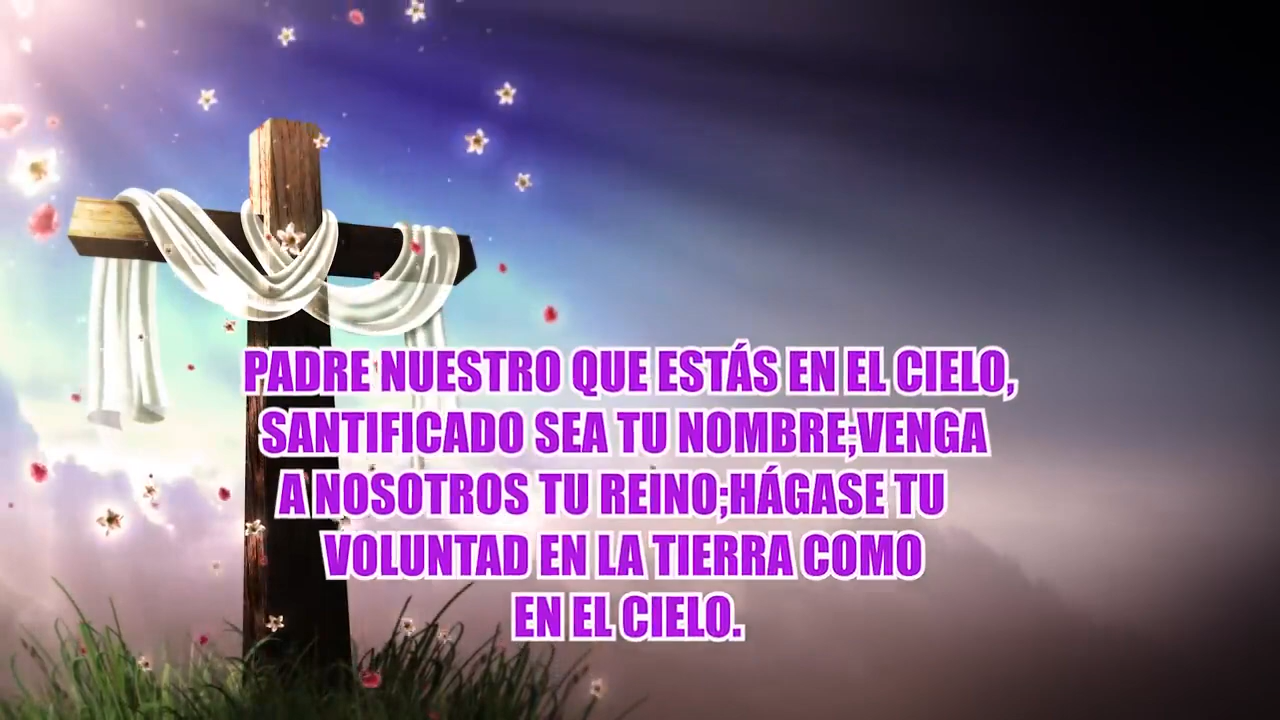 PADRE NUESTRO QUE ESTÁS EN EL CIELO,
SANTIFICADO SEA TU NOMBRE;VENGA
A NOSOTROS TU REINO;HÁGASE TU
VOLUNTAD EN LA TIERRA COMO
EN EL CIELO.